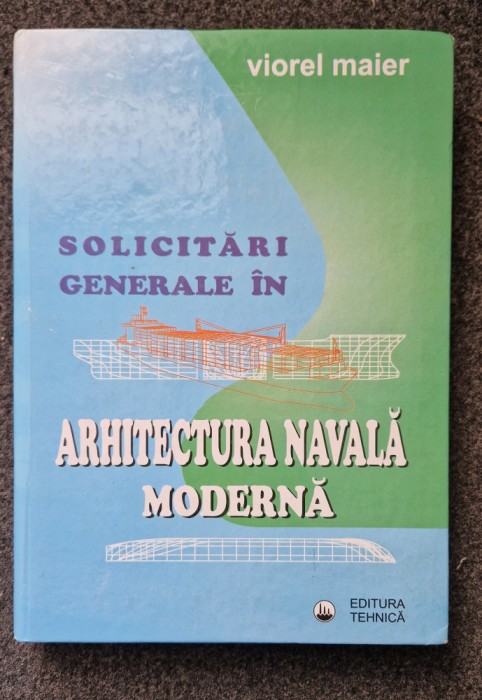 viorel maier
SOLICITĂRI
GENERALE ÎN
ARHITECTURA NAVALĂ
MODERNĂ
EDITURA
TEHNICĂ